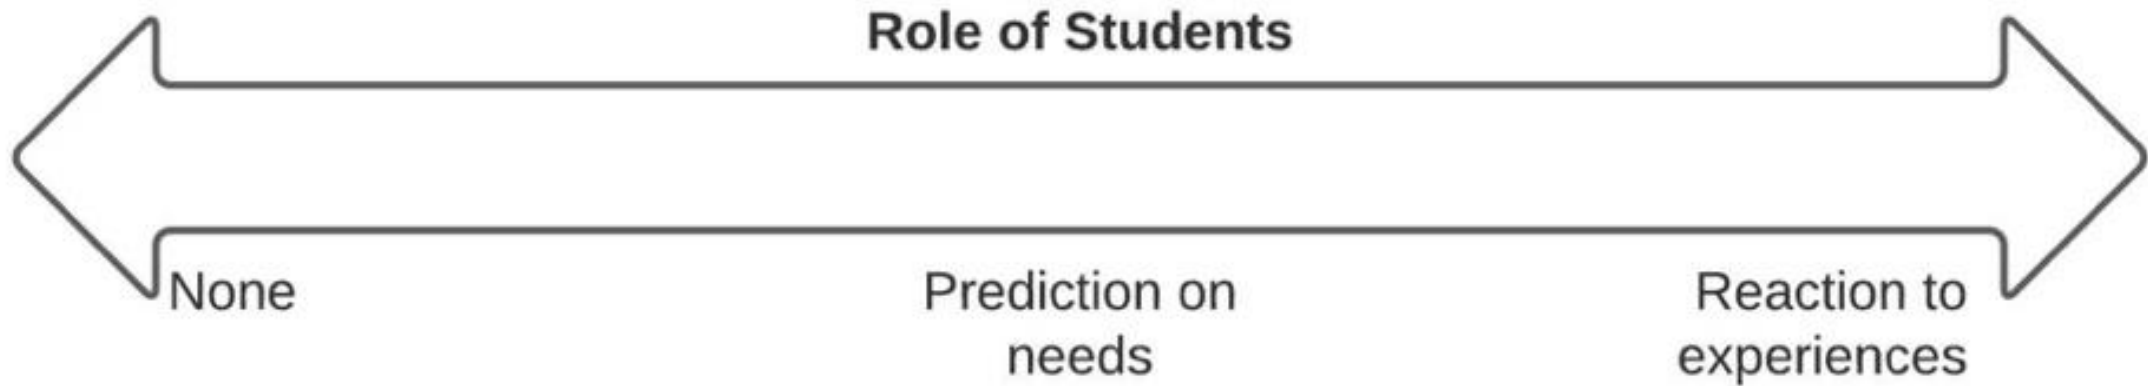 Role of Students
None
Prediction on
needs
Reaction to
experiences